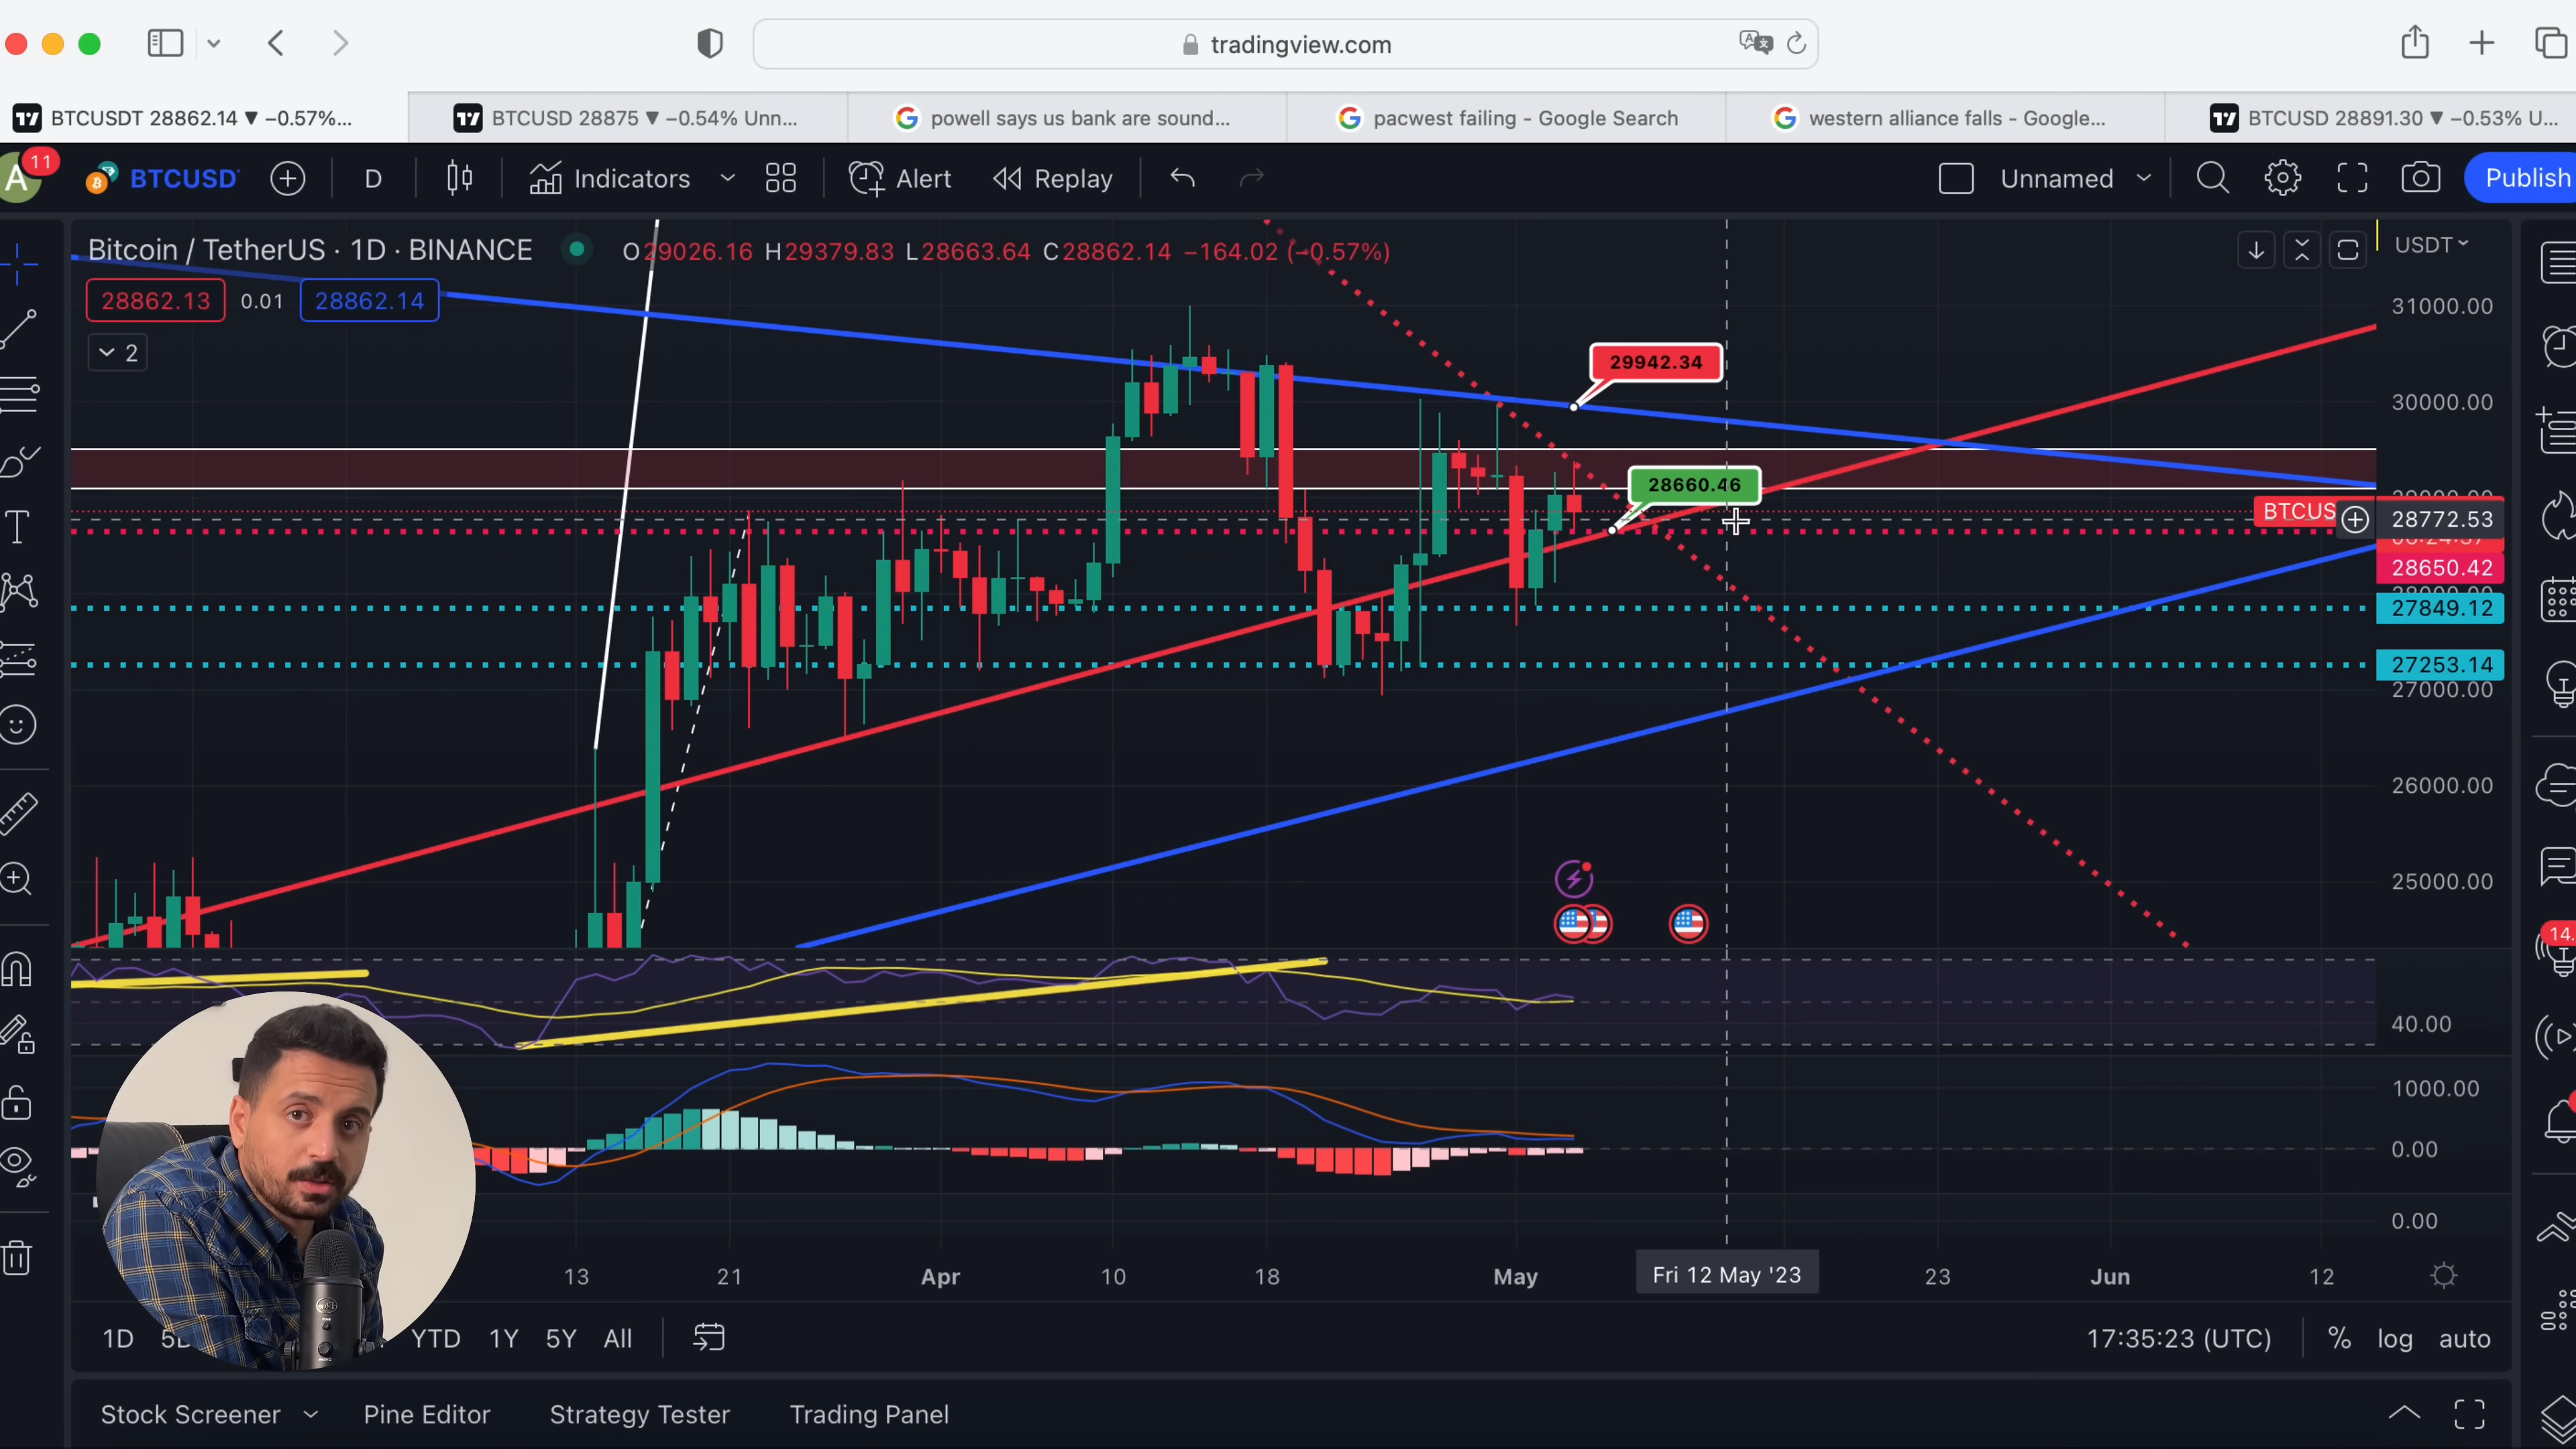 tradingview.com
BTCUSDT 28862.14 ▼ −0.57%...
BTCUSD 28875 ▼ −0.54% Unn...
powell says us bank are sound...
pacwest failing - Google Search
western alliance falls - Google...
BTCUSD 28891.30 ▼ −0.53% U...
A 11
BTCUSD
D
Indicators
Alert
Replay
Unnamed
Publish
Bitcoin / TetherUS · 1D · BINANCE
O29026.16 H29379.83 L28663.64 C28862.14 −164.02 (−0.57%)
USDT
28862.13 0.01 28862.14
2
31000.00
29942.34
30000.00
28660.46
BTCUS
28772.53
28650.42
27849.12
27253.14
27000.00
26000.00
25000.00
14.
40.00
1000.00
0.00
0.00
13 21 Apr 10 18 May Fri 12 May '23 23 Jun 12
1D YTD 1Y 5Y All
17:35:23 (UTC) % log auto
Stock Screener Pine Editor Strategy Tester Trading Panel